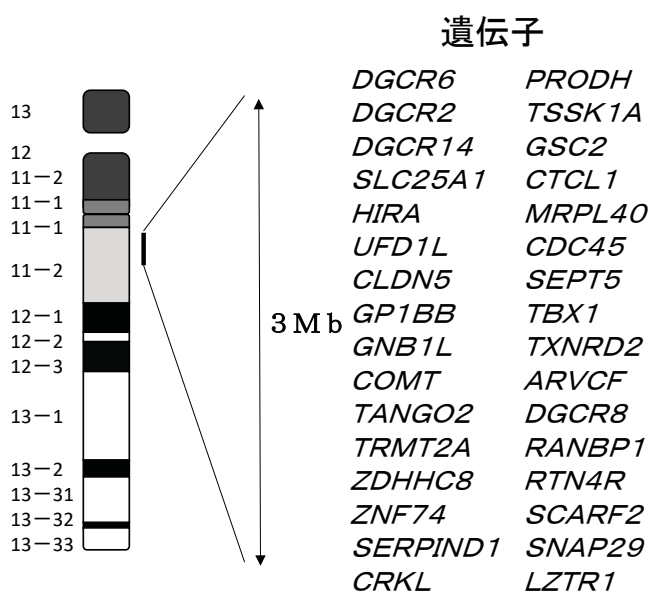 遺伝子
13
12
11－2
11－1
11－1
11－2
12－1
12－2
12－3
13－1
13－2
13－31
13－32
13－33
3Mb
DGCR6 PRODH
DGCR2 TSSK1A
DGCR14 GSC2
SLC25A1 CTCL1
HIRA MRPL40
UFD1L CDC45
CLDN5 SEPT5
GP1BB TBX1
GNB1L TXNRD2
COMT ARVCF
TANGO2 DGCR8
TRMT2A RANBP1
ZDHHC8 RTN4R
ZNF74 SCARF2
SERPIND1 SNAP29
CRKL LZTR1